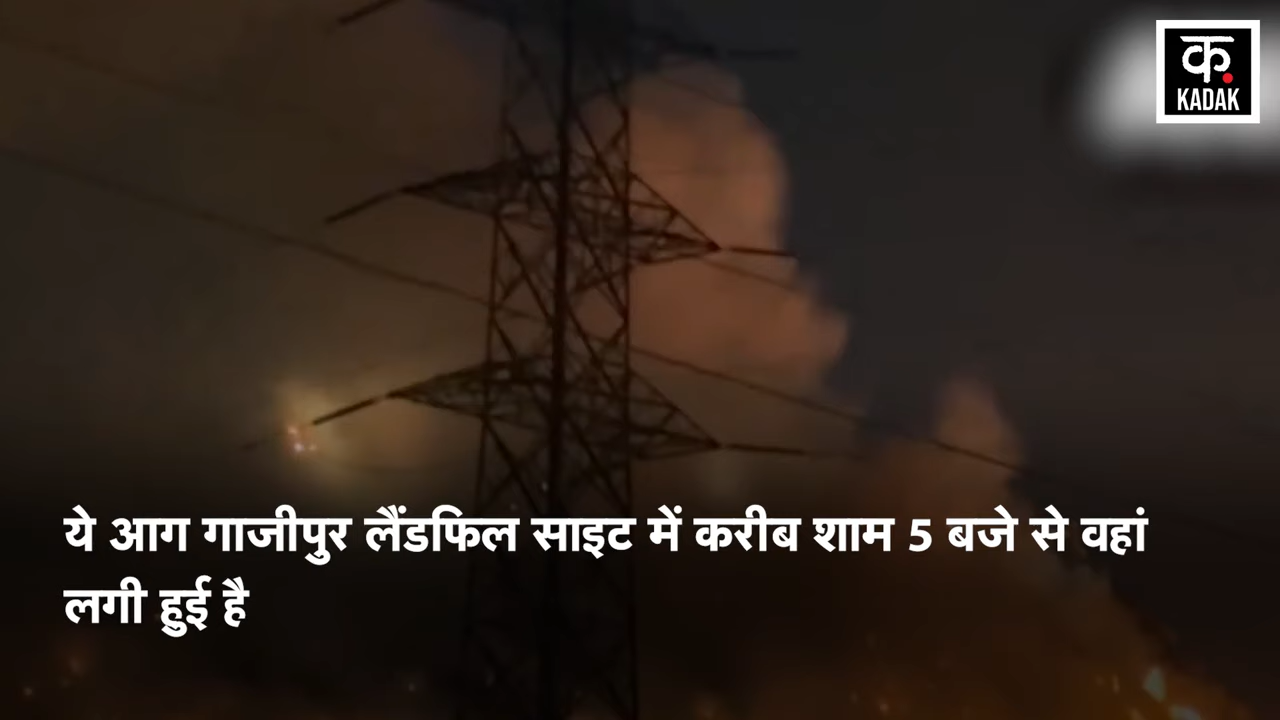 क
KADAK
ये आग गाजीपुर लैंडफिल साइट में करीब शाम 5 बजे से वहां
लगी हुई है